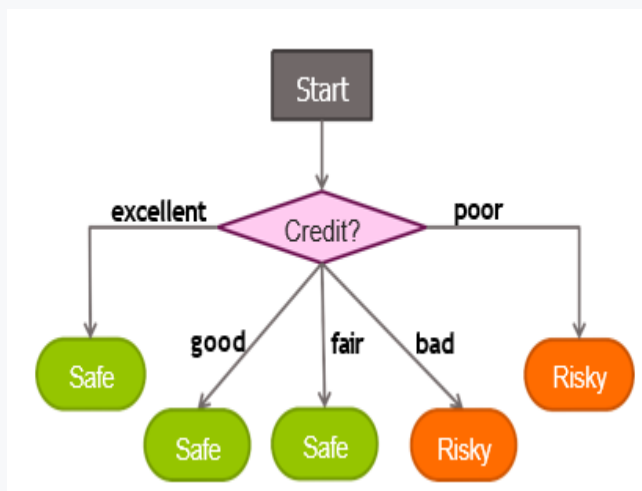 Start
excellent
Credit?
poor
good
fair
bad
Safe
Risky
Safe
Safe
Risky